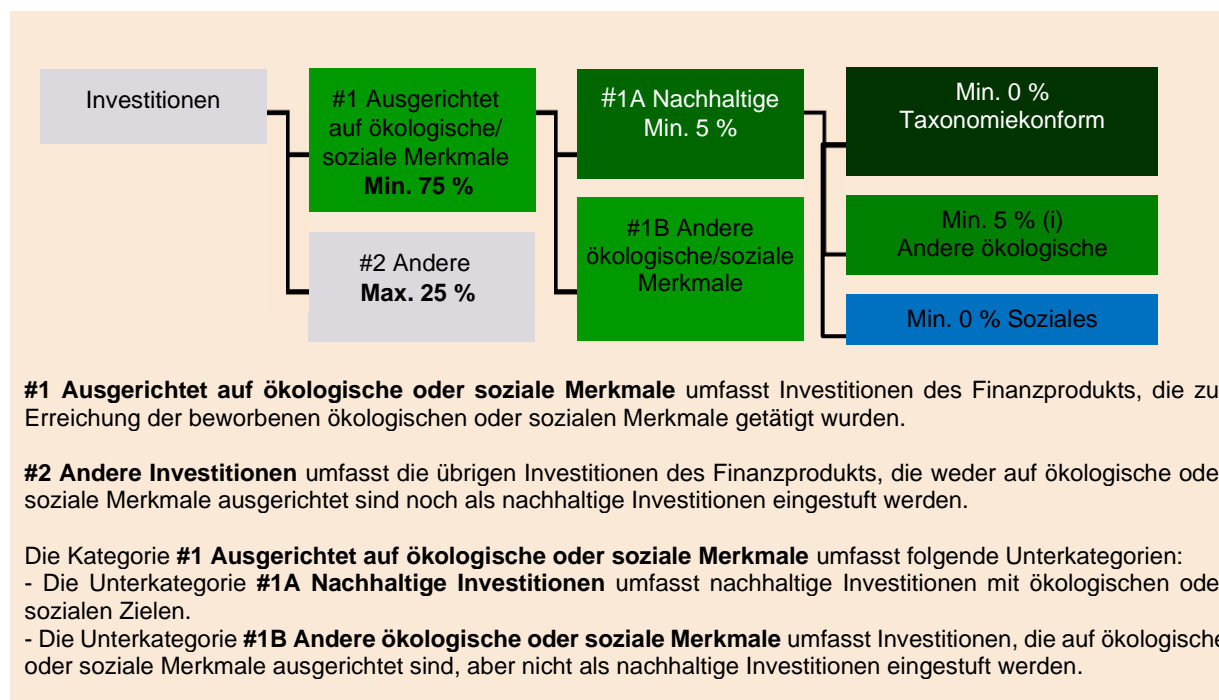 Investitionen
#1 Ausgerichtet
auf ökologische/
soziale Merkmale
Min. 75 %
#2 Andere
Max. 25 %
#1A Nachhaltige
Min. 5 %
#1B Andere
ökologische/soziale
Merkmale
Min. 0 %
Taxonomiekonform
Min. 5 % (i)
Andere ökologische
Min. 0 % Soziales
#1 Ausgerichtet auf ökologische oder soziale Merkmale umfasst Investitionen des Finanzprodukts, die zu
Erreichung der beworbenen ökologischen oder sozialen Merkmale getätigt wurden.
#2 Andere Investitionen umfasst die übrigen Investitionen des Finanzprodukts, die weder auf ökologische ode
soziale Merkmale ausgerichtet sind noch als nachhaltige Investitionen eingestuft werden.
Die Kategorie #1 Ausgerichtet auf ökologische oder soziale Merkmale umfasst folgende Unterkategorien:
- Die Unterkategorie #1A Nachhaltige Investitionen umfasst nachhaltige Investitionen mit ökologischen ode
sozialen Zielen.
- Die Unterkategorie #1B Andere ökologische oder soziale Merkmale umfasst Investitionen, die auf ökologische
oder soziale Merkmale ausgerichtet sind, aber nicht als nachhaltige Investitionen eingestuft werden.